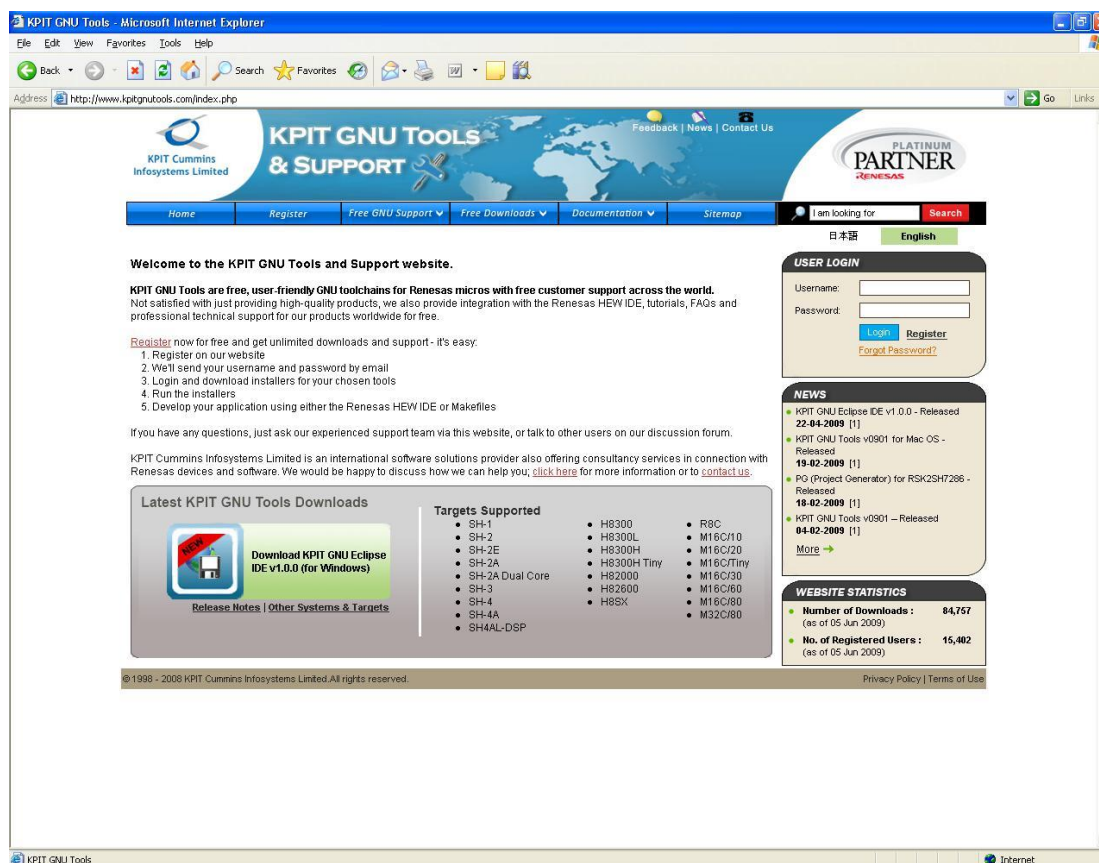 KPIT GNU Tools - Microsoft Internet Explorer
File Edit View Favorites Tools Help
Back Search Favorites
Address http://www.kpitgnutools.com/index.php Go Links
KPIT Cummins
Infosystems Limited
KPIT GNU TOOLS
& SUPPORT
Feedback | News | Contact Us
PLATINUM
PARTNER
RENESAS
Home Register Free GNU Support Free Downloads Documentation Sitemap
I am looking for Search
日本語 English
Welcome to the KPIT GNU Tools and Support website.
KPIT GNU Tools are free, user-friendly GNU toolchains for Renesas micros with free customer support across the world.
Not satisfied with just providing high-quality products, we also provide integration with the Renesas HEW IDE, tutorials, FAQs and
professional technical support for our products worldwide for free.
Register now for free and get unlimited downloads and support - it's easy:
1. Register on our website
2. We'll send your username and password by email
3. Login and download installers for your chosen tools
4. Run the installers
5. Develop your application using either the Renesas HEW IDE or Makefiles
If you have any questions, just ask our experienced support team via this website, or talk to other users on our discussion forum.
KPIT Cummins Infosystems Limited is an international software solutions provider also offering consultancy services in connection with
Renesas devices and software. We would be happy to discuss how we can help you; click here for more information or to contact us.
Latest KPIT GNU Tools Downloads
NEW
Download KPIT GNU Eclipse
IDE v1.0.0 (for Windows)
Release Notes | Other Systems & Targets
Targets Supported
SH-1
SH-2
SH-2E
SH-2A
SH-2A Dual Core
SH-3
SH-4
SH-4A
SH4AL-DSP
H8300
H8300L
H8300H
H8300H Tiny
H82000
H82600
H8SX
R8C
M16C/10
M16C/20
M16C/Tiny
M16C/30
M16C/60
M16C/80
M32C/80
USER LOGIN
Username:
Password:
Login Register
Forgot Password?
NEWS
KPIT GNU Eclipse IDE v1.0.0 - Released
22-04-2009 [1]
KPIT GNU Tools v0901 for Mac OS -
Released
19-02-2009 [1]
PG (Project Generator) for RSK2SH7286 -
Released
18-02-2009 [1]
KPIT GNU Tools v0901 – Released
04-02-2009 [1]
More
WEBSITE STATISTICS
Number of Downloads : 84,757
(as of 05 Jun 2009)
No. of Registered Users : 15,402
(as of 05 Jun 2009)
© 1998 - 2008 KPIT Cummins Infosystems Limited.All rights reserved.
Privacy Policy | Terms of Use
KPIT GNU Tools
Internet